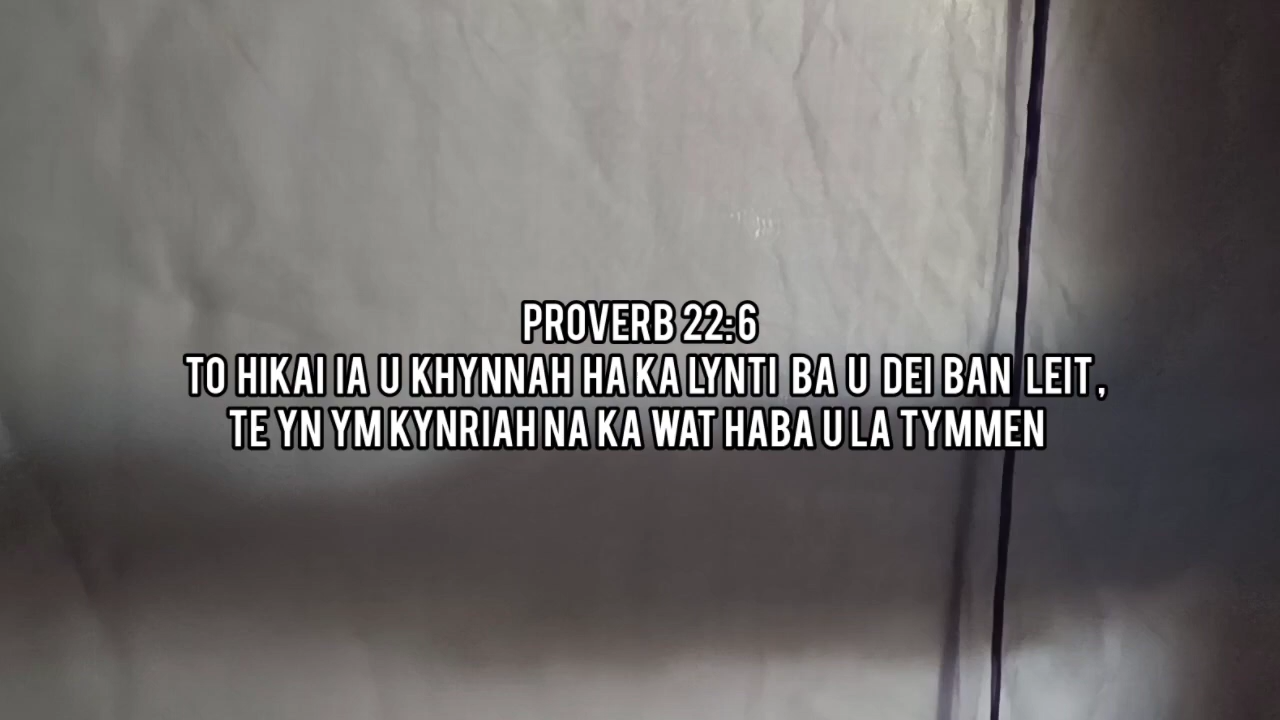 PROVERB 22:6
TO HIKAI IA U KHYNNAH HA KA LYNTI BA U DEI BAN LEIT,
TE YN YM KYNRIAH NA KA WAT HABA U LA TYMMEN